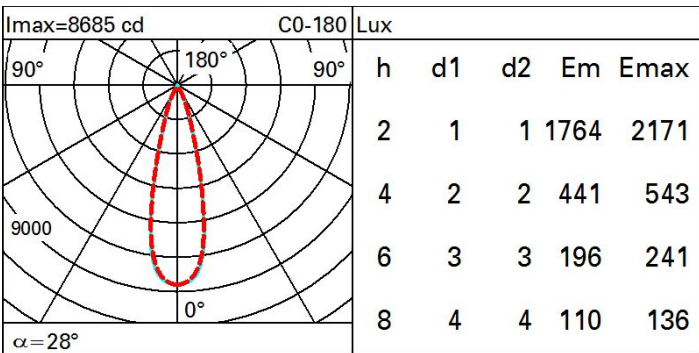 Imax=8685 cd C0-180 Lux
90° 180° 90°
h d1 d2 Em Emax
2 1 1 1764 2171
4 2 2 441 543
9000
6 3 3 196 241
0°
8 4 4 110 136
α=28°